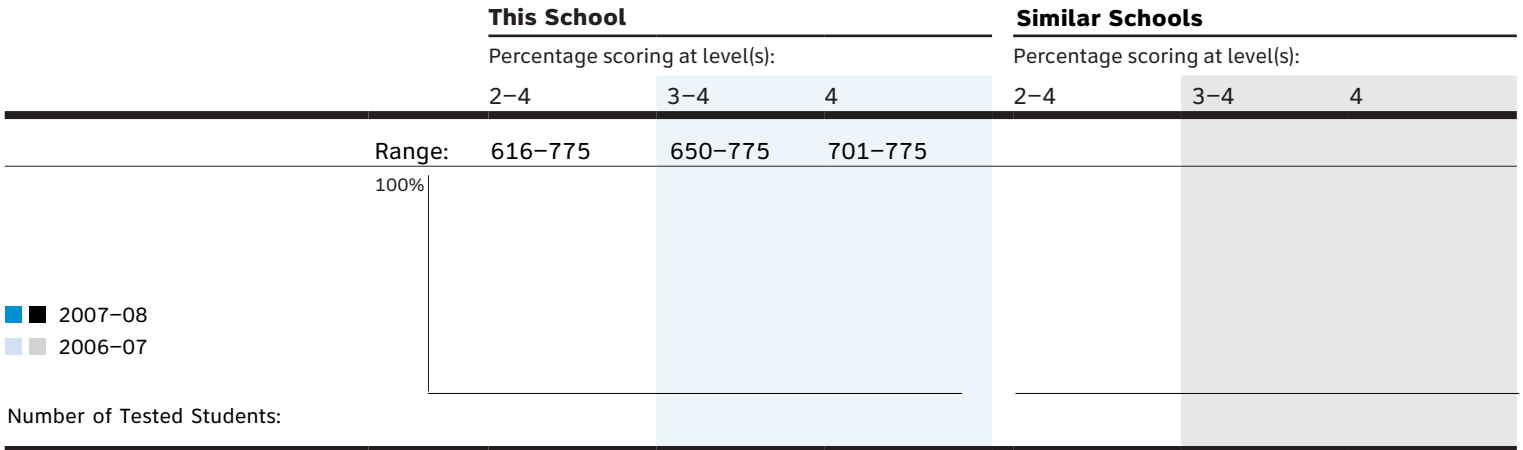 This School Similar Schools
Percentage scoring at level(s): Percentage scoring at level(s):
2–4 3–4 4 2–4 3–4 4
Range: 616–775 650–775 701–775
100%
2007–08
2006–07
Number of Tested Students: